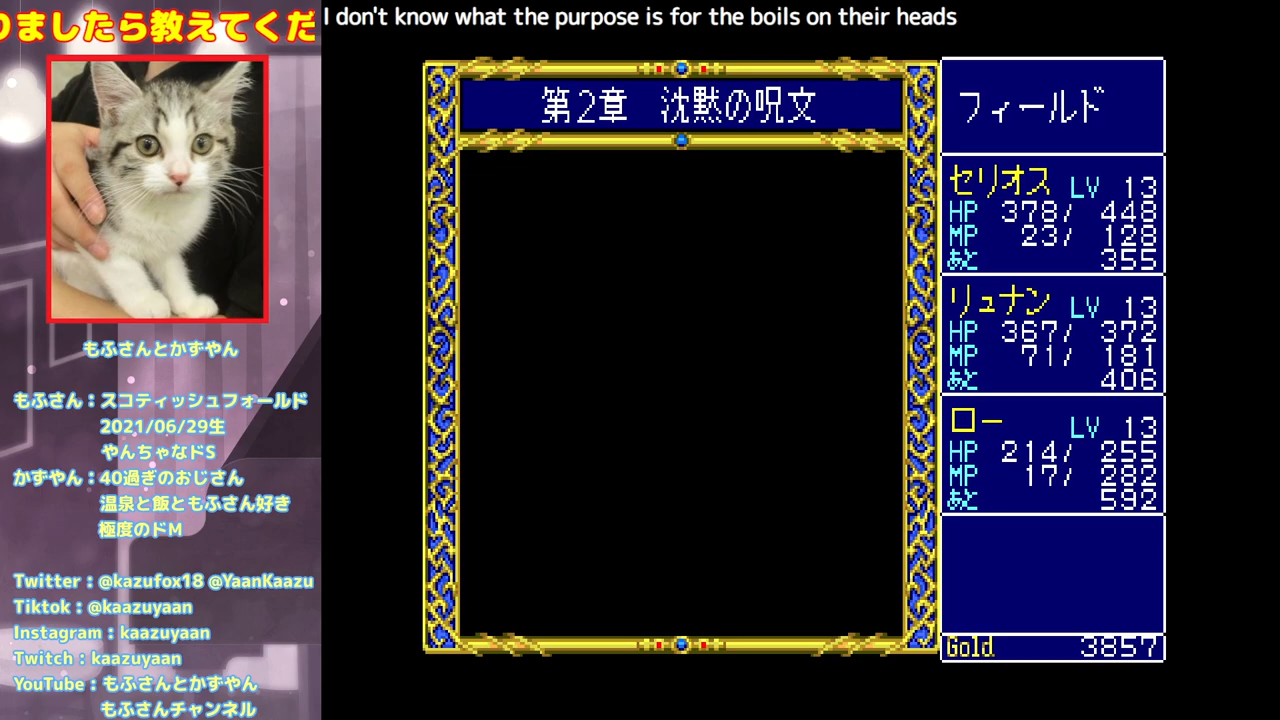 りましたら教えてくだ
I don't know what the purpose is for the boils on their heads
第2章　沈黙の呪文
フィールド
セリオス LV 13
HP 378/ 448
MP 23/ 128
あと 355
リュナン LV 13
HP 367/ 372
MP 71/ 181
あと 406
ロー LV 13
HP 214/ 255
MP 17/ 282
あと 592
Gold 3857
もふさんとかずやん
もふさん：スコティッシュフォールド
2021/06/29生
やんちゃなドS
かずやん：40過ぎのおじさん
温泉と飯ともふさん好き
極度のドM
Twitter：@kazufox18 @YaanKaazu
Tiktok：@kaazuyaan
Instagram：kaazuyaan
Twitch：kaazuyaan
YouTube：もふさんとかずやん
もふさんチャンネル